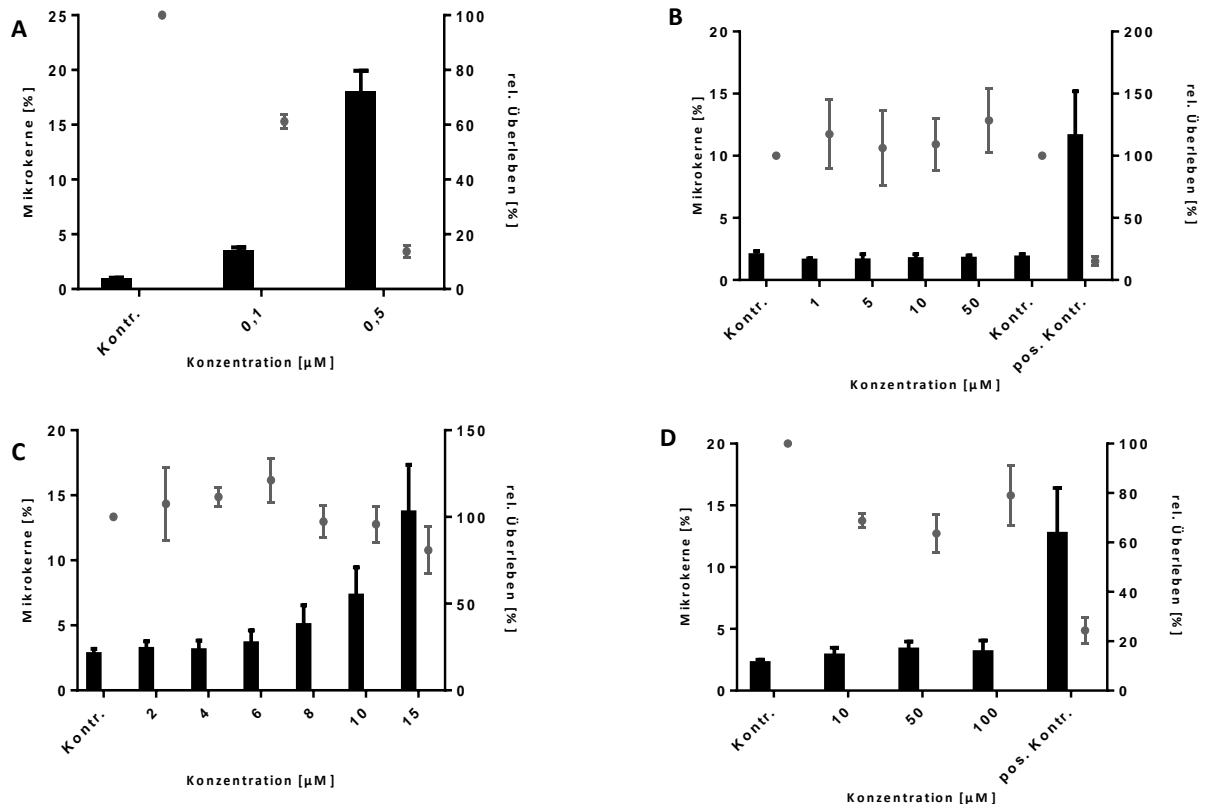 A
25
20
15
10
5
0
Mikrokerne [%]
100
80
60
40
20
0
rel. Überleben [%]
Kontr.
0,1
0,5
Konzentration [µM]
B
20
15
10
5
0
Mikrokerne [%]
200
150
100
50
0
rel. Überleben [%]
Kontr.
1
5
10
50
Kontr.
pos. Kontr.
Konzentration [µM]
C
20
15
10
5
0
Mikrokerne [%]
150
100
50
0
rel. Überleben [%]
Kontr.
2
4
6
8
10
15
Konzentration [µM]
D
20
15
10
5
0
Mikrokerne [%]
100
80
60
40
20
0
rel. Überleben [%]
Kontr.
10
50
100
pos. Kontr.
Konzentration [µM]